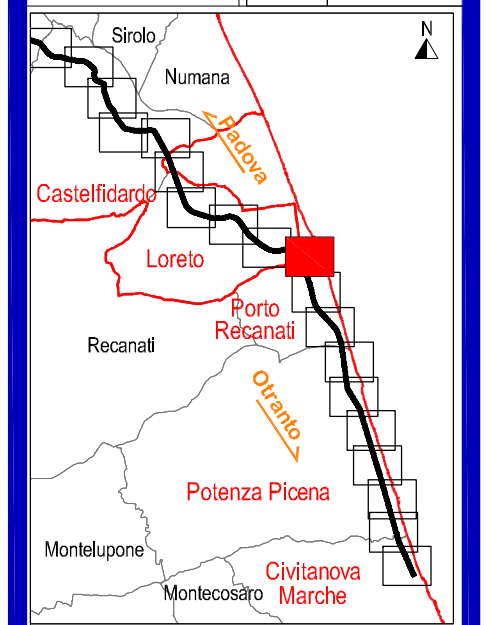 Sirolo
N
Numana
Padova
Castelfidardo
Loreto
Porto
Recanati
Recanati
Otranto
Potenza Picena
Montelupone
Civitanova
Marche
Montecosaro